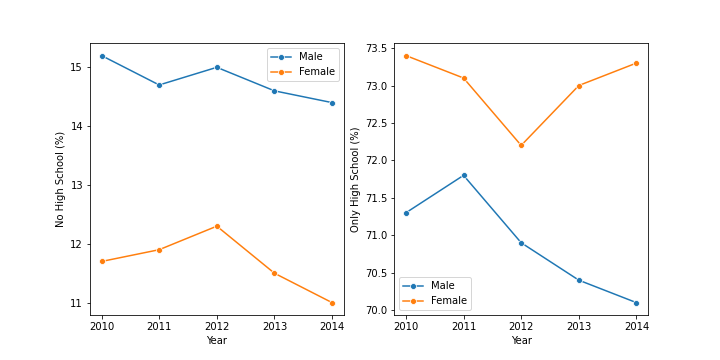 No High School (%)
15
14
13
12
11
2010 2011 2012 2013 2014
Year
Male
Female
Only High School (%)
73.5
73.0
72.5
72.0
71.5
71.0
70.5
70.0
2010 2011 2012 2013 2014
Year
Male
Female